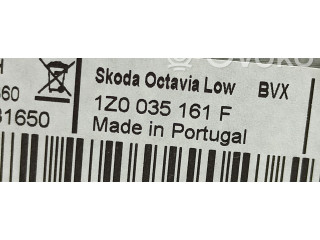 Skoda Octavia Low BVX
1Z0 035 161 F
Made in Portugal